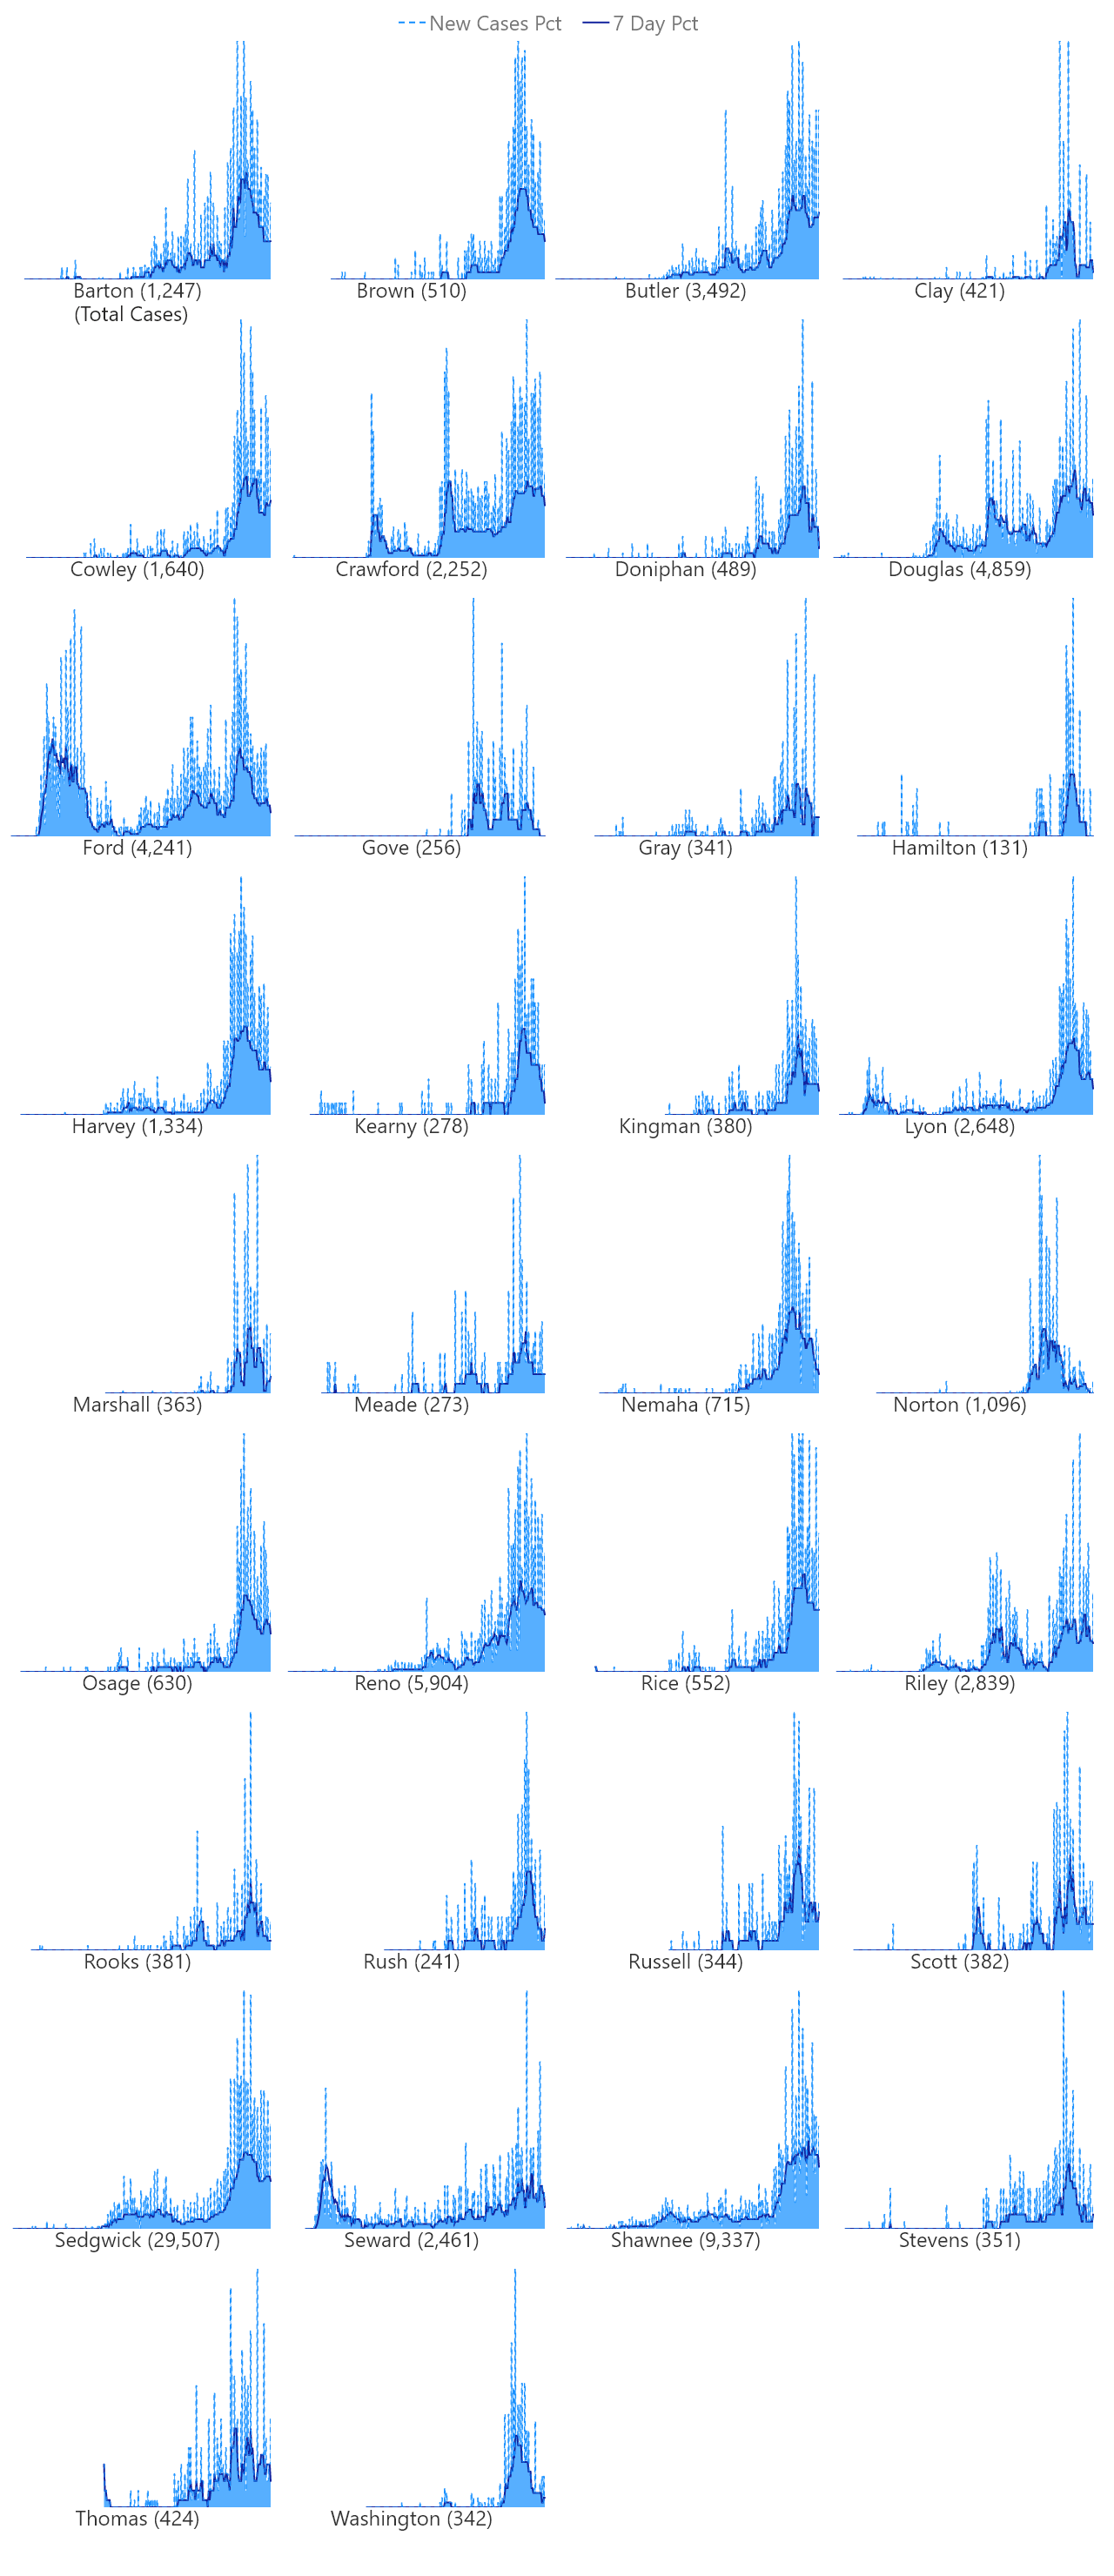 New Cases Pct 7 Day Pct
Barton (1,247) Brown (510) Butler (3,492) Clay (421)
(Total Cases)
Cowley (1,640) Crawford (2,252) Doniphan (489) Douglas (4,859)
Ford (4,241) Gove (256) Gray (341) Hamilton (131)
Harvey (1,334) Kearny (278) Kingman (380) Lyon (2,648)
Marshall (363) Meade (273) Nemaha (715) Norton (1,096)
Osage (630) Reno (5,904) Rice (552) Riley (2,839)
Rooks (381) Rush (241) Russell (344) Scott (382)
Sedgwick (29,507) Seward (2,461) Shawnee (9,337) Stevens (351)
Thomas (424) Washington (342)